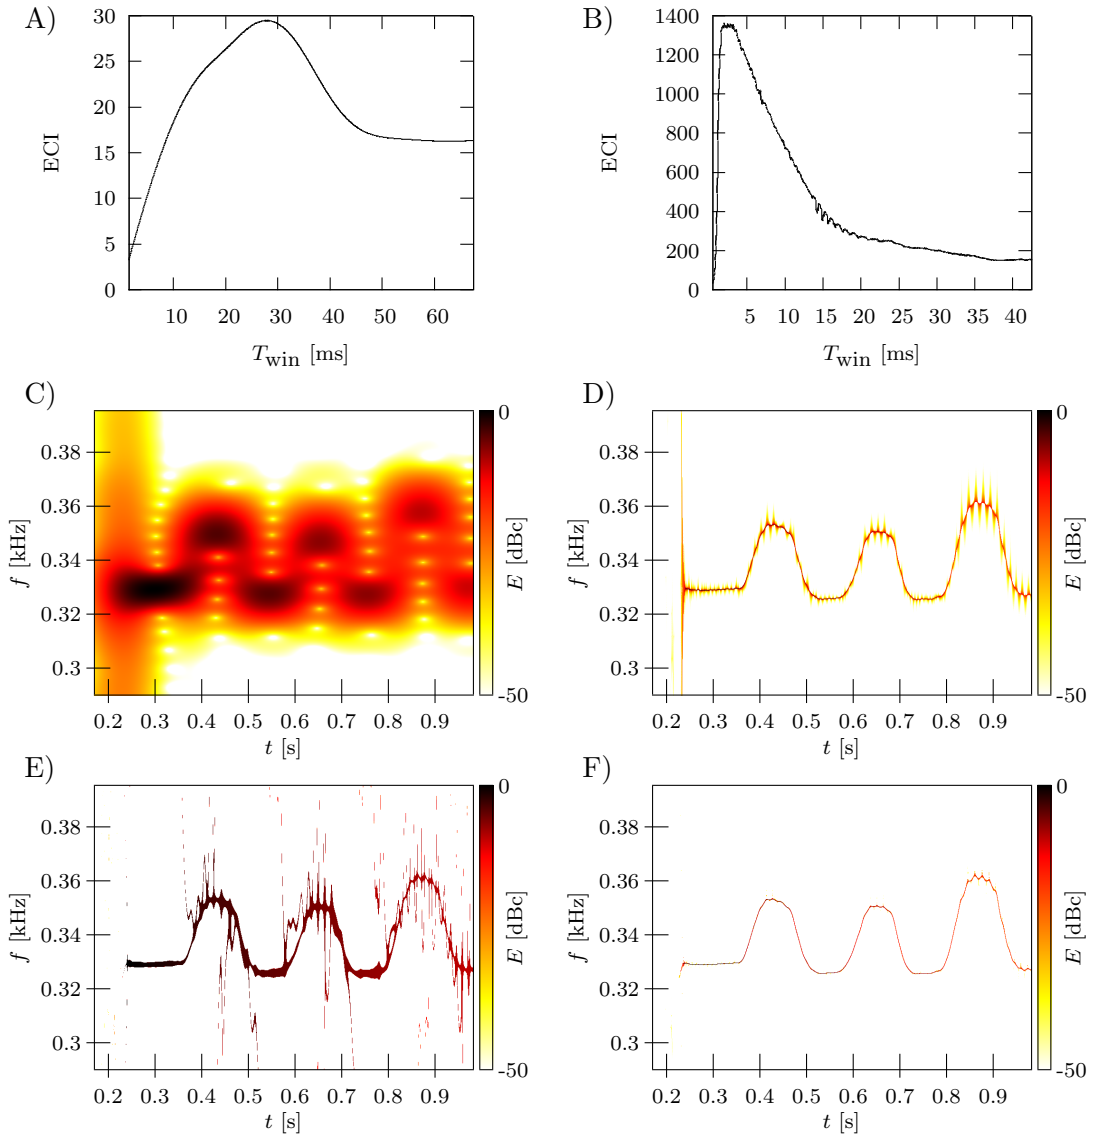 A)
30
25
20
15
10
5
0
ECI
10 20 30 40 50 60
T_win [ms]
B)
1400
1200
1000
800
600
400
200
0
ECI
5 10 15 20 25 30 35 40
T_win [ms]
C)
0.38
0.36
0.34
0.32
0.3
f [kHz]
0.2 0.3 0.4 0.5 0.6 0.7 0.8 0.9
t [s]
0
-50
E [dBc]
D)
0.38
0.36
0.34
0.32
0.3
f [kHz]
0.2 0.3 0.4 0.5 0.6 0.7 0.8 0.9
t [s]
0
-50
E [dBc]
E)
0.38
0.36
0.34
0.32
0.3
f [kHz]
0.2 0.3 0.4 0.5 0.6 0.7 0.8 0.9
t [s]
0
-50
E [dBc]
F)
0.38
0.36
0.34
0.32
0.3
f [kHz]
0.2 0.3 0.4 0.5 0.6 0.7 0.8 0.9
t [s]
0
-50
E [dBc]